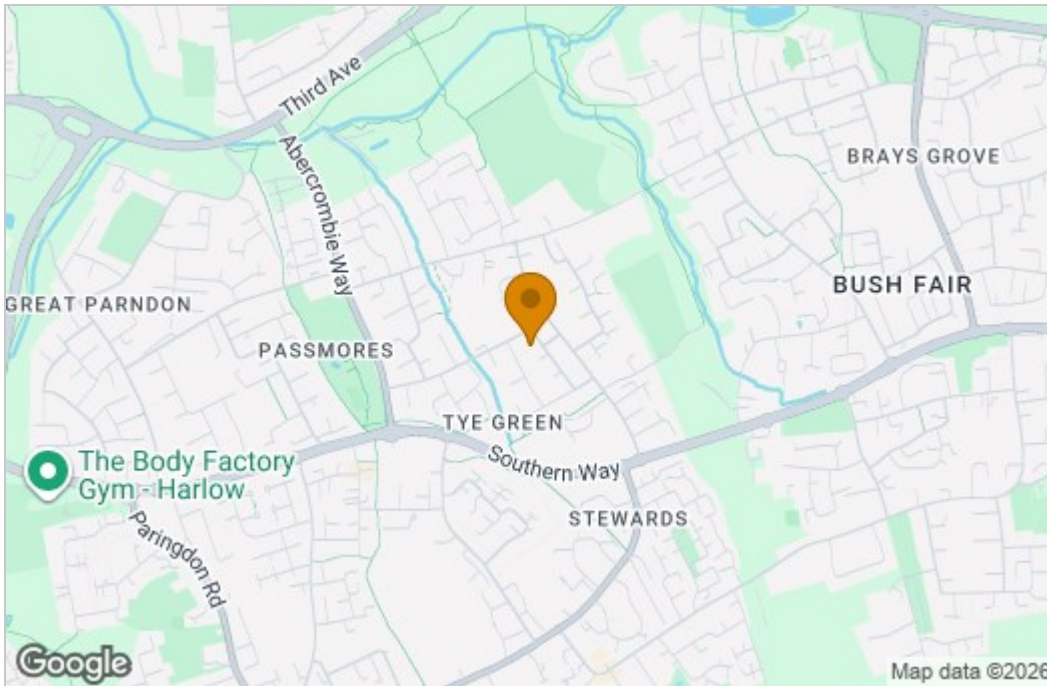 Third Ave
Abercrombie Way
BRAYS GROVE
BUSH FAIR
GREAT PARNDON
PASSMORES
TYE GREEN
Southern Way
The Body Factory
Gym - Harlow
STEWARDS
Paringdon Rd
Google
Map data ©2026